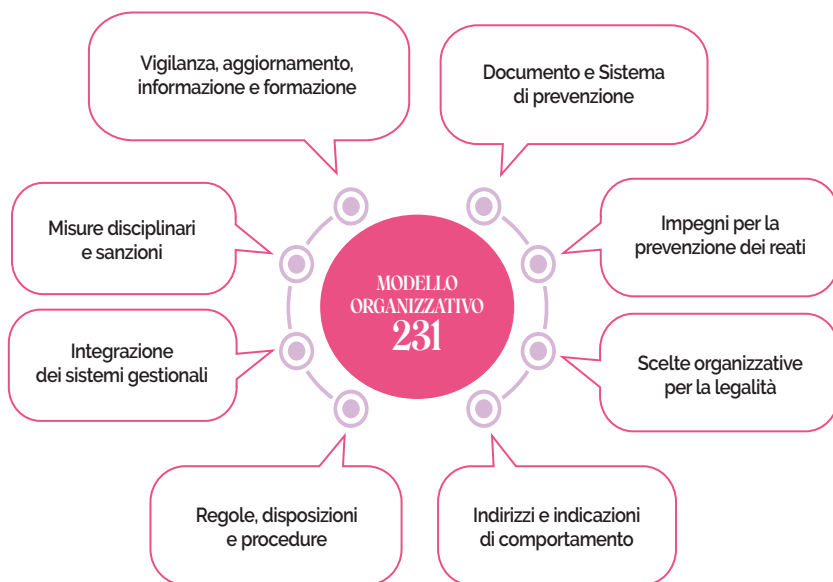 Vigilanza, aggiornamento,
informazione e formazione
Documento e Sistema
di prevenzione
Misure disciplinari
e sanzioni
Impegni per la
prevenzione dei reati
MODELLO
ORGANIZZATIVO
231
Integrazione
dei sistemi gestionali
Scelte organizzative
per la legalità
Regole, disposizioni
e procedure
Indirizzi e indicazioni
di comportamento